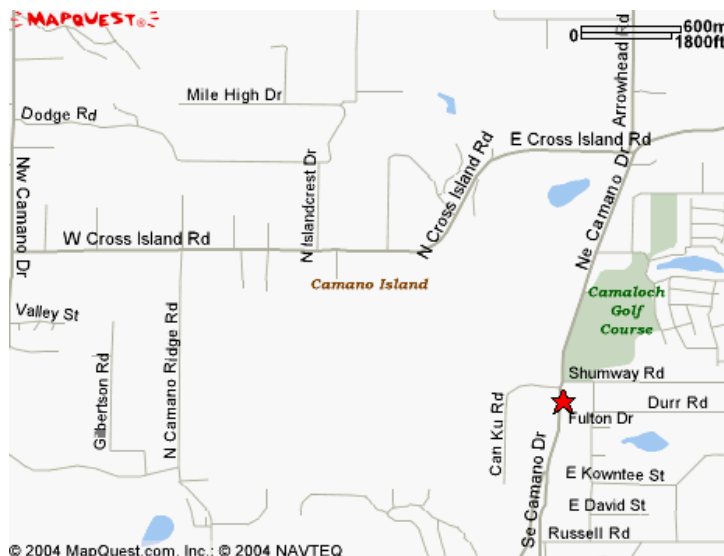 MAPQUEST®
0 600m
1800ft
Arrowhead Rd
Mile High Dr
Dodge Rd
E Cross Island Rd
Nw Camano Dr
N Islandcrest Dr
N Cross Island Rd
Ne Camano Dr
W Cross Island Rd
Camano Island
Camaloch
Golf
Course
Valley St
Gilbertson Rd
N Camano Ridge Rd
Shumway Rd
Can Ku Rd
Durr Rd
Fulton Dr
Se Camano Dr
E Kowntee St
E David St
Russell Rd
© 2004 MapQuest.com, Inc.; © 2004 NAVTEQ